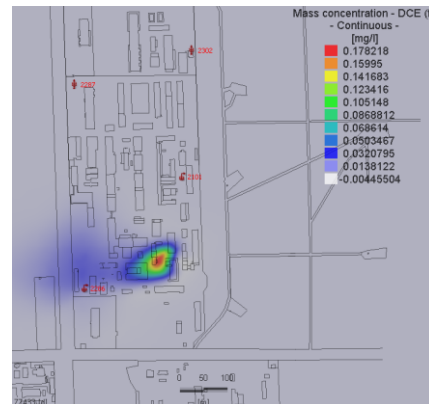 Mass concentration - DCE (
- Continuous -
[mg/l]
0.178218
0.15995
0.141683
0.123416
0.105148
0.0868812
0.068614
0.0503467
0.0320795
0.0138122
-0.00445504
2302
2287
0 50 100
[m]